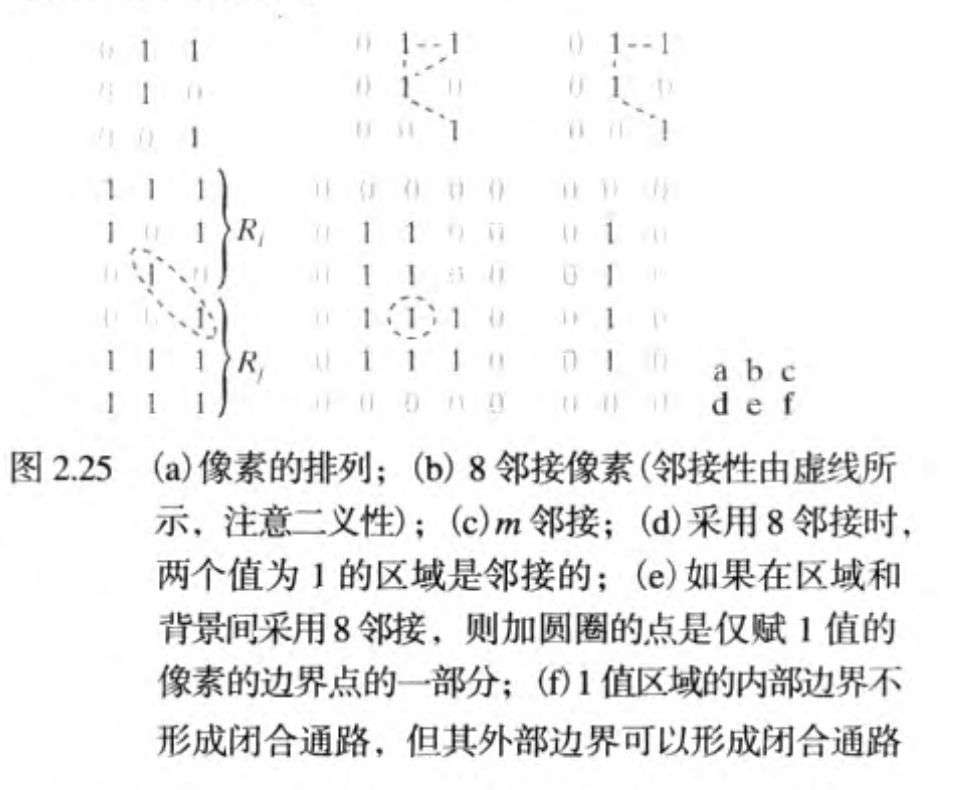 0 1 1 0 1--1 0 1--1
0 1 0 0 1 0 0 1 0
0 0 1 0 0 1 0 0 1
1 1 1 0 0 0 0 0 0 0 0
1 0 1 Ri 0 1 1 0 0 0 1 0
0 1 0 0 1 1 0 0 0 1 0
0 0 1 0 1 1 1 0 0 1 0
1 1 1 Rj 0 1 1 1 0 0 1 0 a b c
1 1 1 0 0 0 0 0 0 0 0 d e f
图 2.25 (a)像素的排列；(b) 8 邻接像素(邻接性由虚线所
示，注意二义性)；(c)m 邻接；(d)采用 8 邻接时，
两个值为 1 的区域是邻接的；(e)如果在区域和
背景间采用 8 邻接，则加圆圈的点是仅赋 1 值的
像素的边界点的一部分；(f)1 值区域的内部边界不
形成闭合通路，但其外部边界可以形成闭合通路